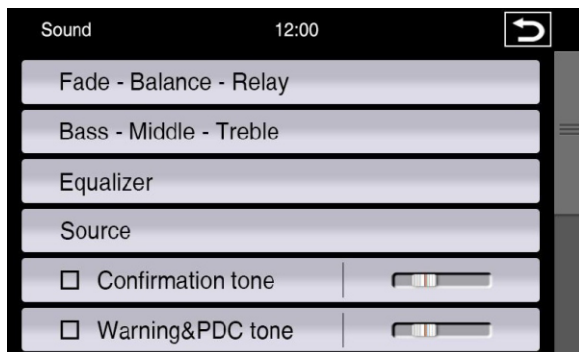 Sound 12:00
Fade - Balance - Relay
Bass - Middle - Treble
Equalizer
Source
Confirmation tone
Warning&PDC tone